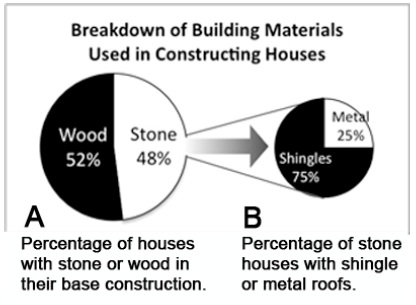 Breakdown of Building Materials
Used in Constructing Houses
Wood
52%
Stone
48%
Metal
25%
Shingles
75%
A
Percentage of houses
with stone or wood in
their base construction.
B
Percentage of stone
houses with shingle
or metal roofs.